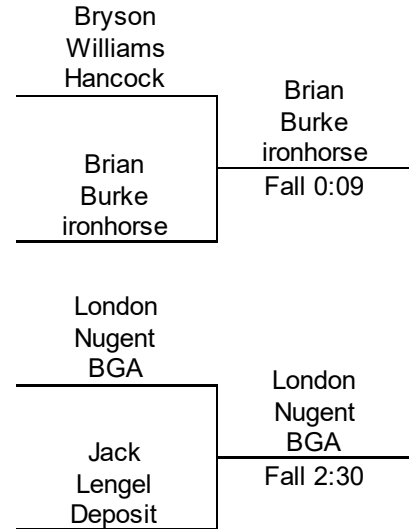 Bryson
Williams
Hancock
Brian
Burke
ironhorse
Fall 0:09
Brian
Burke
ironhorse
London
Nugent
BGA
London
Nugent
BGA
Fall 2:30
Jack
Lengel
Deposit